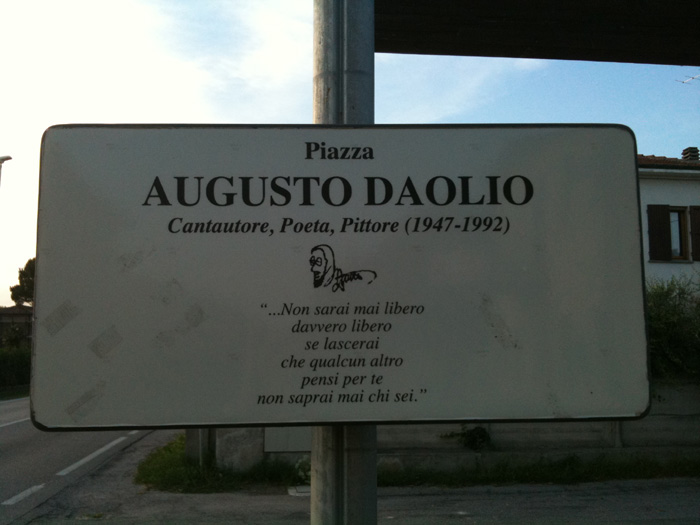 Piazza
AUGUSTO DAOLIO
Cantautore, Poeta, Pittore (1947-1992)
“...Non sarai mai libero
davvero libero
se lascerai
che qualcun altro
pensi per te
non saprai mai chi sei.”